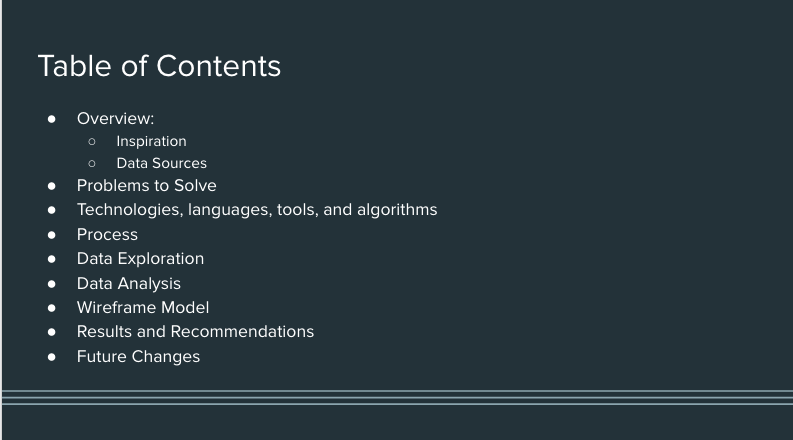 Table of Contents
● Overview:
○ Inspiration
○ Data Sources
● Problems to Solve
● Technologies, languages, tools, and algorithms
● Process
● Data Exploration
● Data Analysis
● Wireframe Model
● Results and Recommendations
● Future Changes